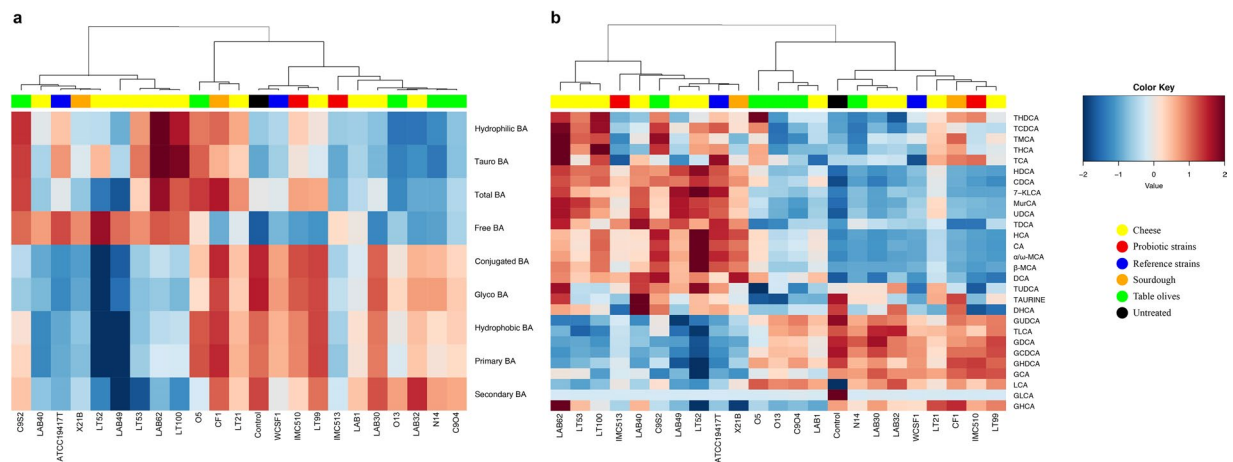 a
Hydrophilic BA
Tauro BA
Total BA
Free BA
Conjugated BA
Glyco BA
Hydrophobic BA
Primary BA
Secondary BA
C9S2
LAB40
ATCC19417T
X21B
LT52
LAB49
LT53
LAB62
LT100
O5
CF1
LT21
Control
WCSF1
IMC510
LT99
IMC513
LAB1
LAB30
O13
LAB32
N14
C9O4
b
THDCA
TCDCA
TMCA
THCA
TCA
HDCA
CDCA
7−KLCA
MurCA
UDCA
TDCA
HCA
CA
α/ω−MCA
β−MCA
DCA
TUDCA
TAURINE
DHCA
GUDCA
TLCA
GDCA
GCDCA
GHDCA
GCA
LCA
GLCA
GHCA
LAB62
LT53
LT100
IMC513
LAB40
C9S2
LAB49
LT52
ATCC19417T
X21B
O5
O13
C9O4
LAB1
Control
N14
LAB30
LAB32
WCSF1
LT21
CF1
IMC510
LT99
Color Key
−2 −1 0 1 2
Value
Cheese
Probiotic strains
Reference strains
Sourdough
Table olives
Untreated